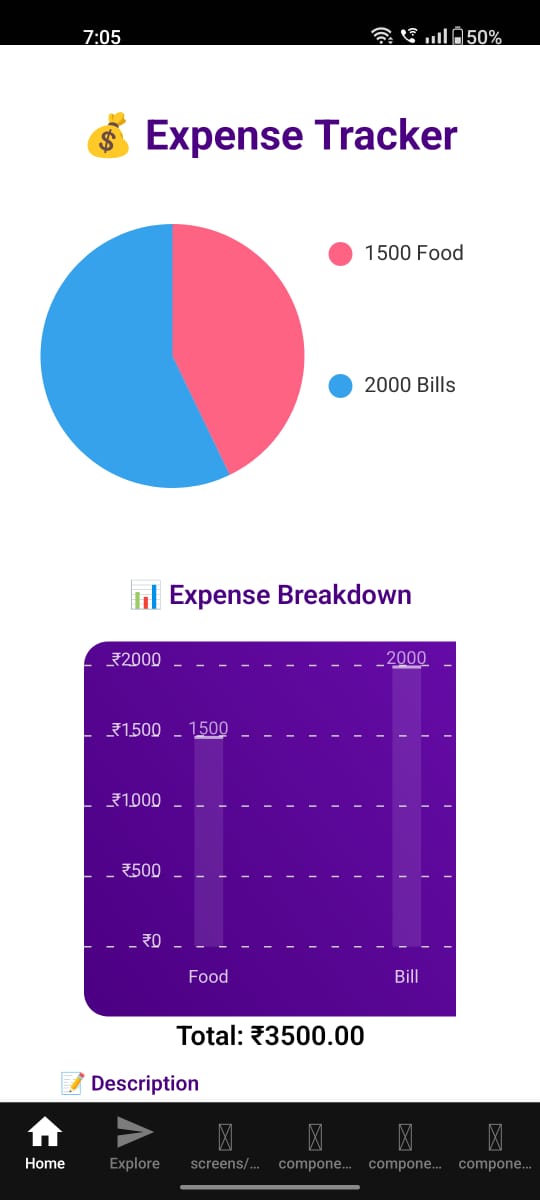 7:05 50%
💰 Expense Tracker
1500 Food
2000 Bills
📊 Expense Breakdown
₹2000
2000
₹1500
1500
₹1000
₹500
₹0
Food Bill
Total: ₹3500.00
📝 Description
Home Explore screens/... compone... compone... compone...